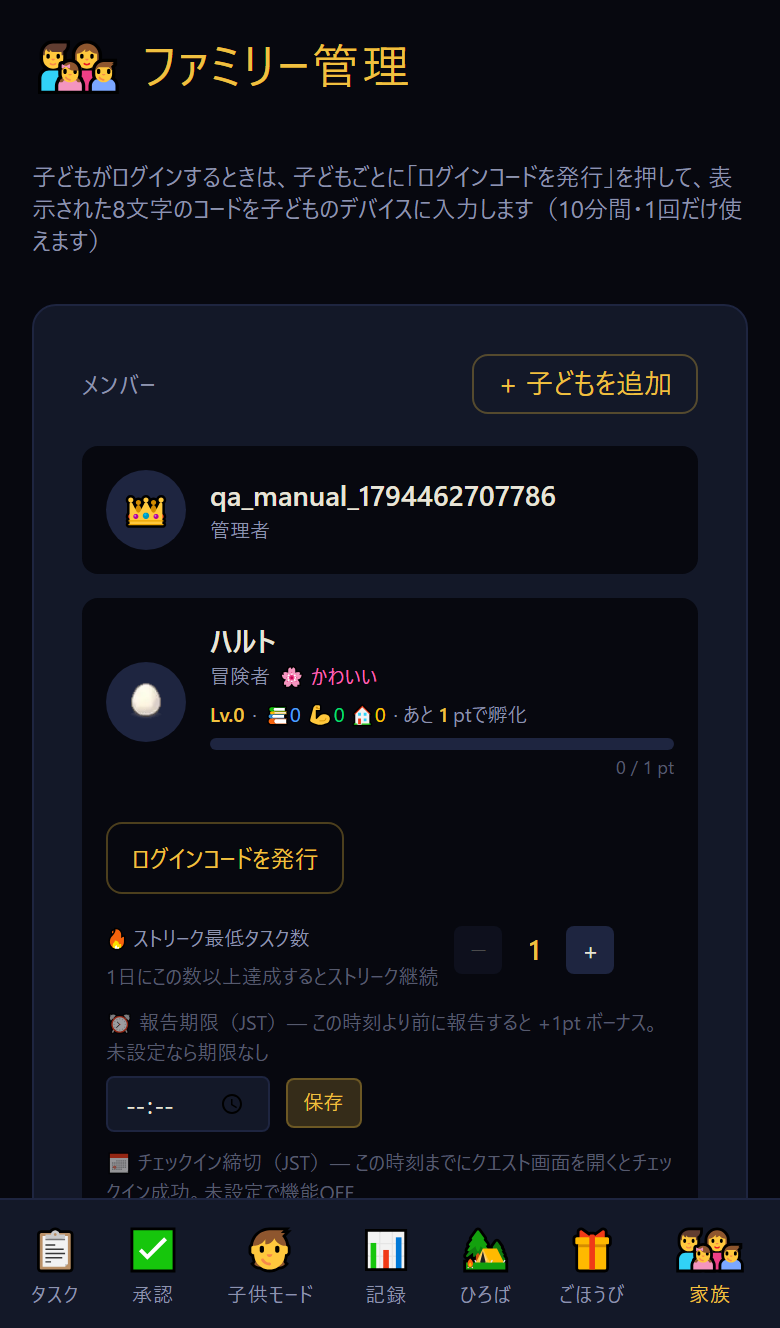 ファミリー管理
子どもがログインするときは、子どもごとに「ログインコードを発行」を押して、表
示された8文字のコードを子どものデバイスに入力します（10分間・1回だけ使
えます）
メンバー
+ 子どもを追加
qa_manual_1794462707786
管理者
ハルト
冒険者 🌸 かわいい
Lv.0 · 📚0 💪0 🏠0 · あと 1 ptで孵化
0 / 1 pt
ログインコードを発行
🔥 ストリーク最低タスク数
− 1 +
1日にこの数以上達成するとストリーク継続
⏰ 報告期限（JST）— この時刻より前に報告すると +1pt ボーナス。
未設定なら期限なし
--:-- 保存
📅 チェックイン締切（JST）— この時刻までにクエスト画面を開くとチェッ
クイン成功。未設定で機能OFF
タスク 承認 子供モード 記録 ひろば ごほうび 家族